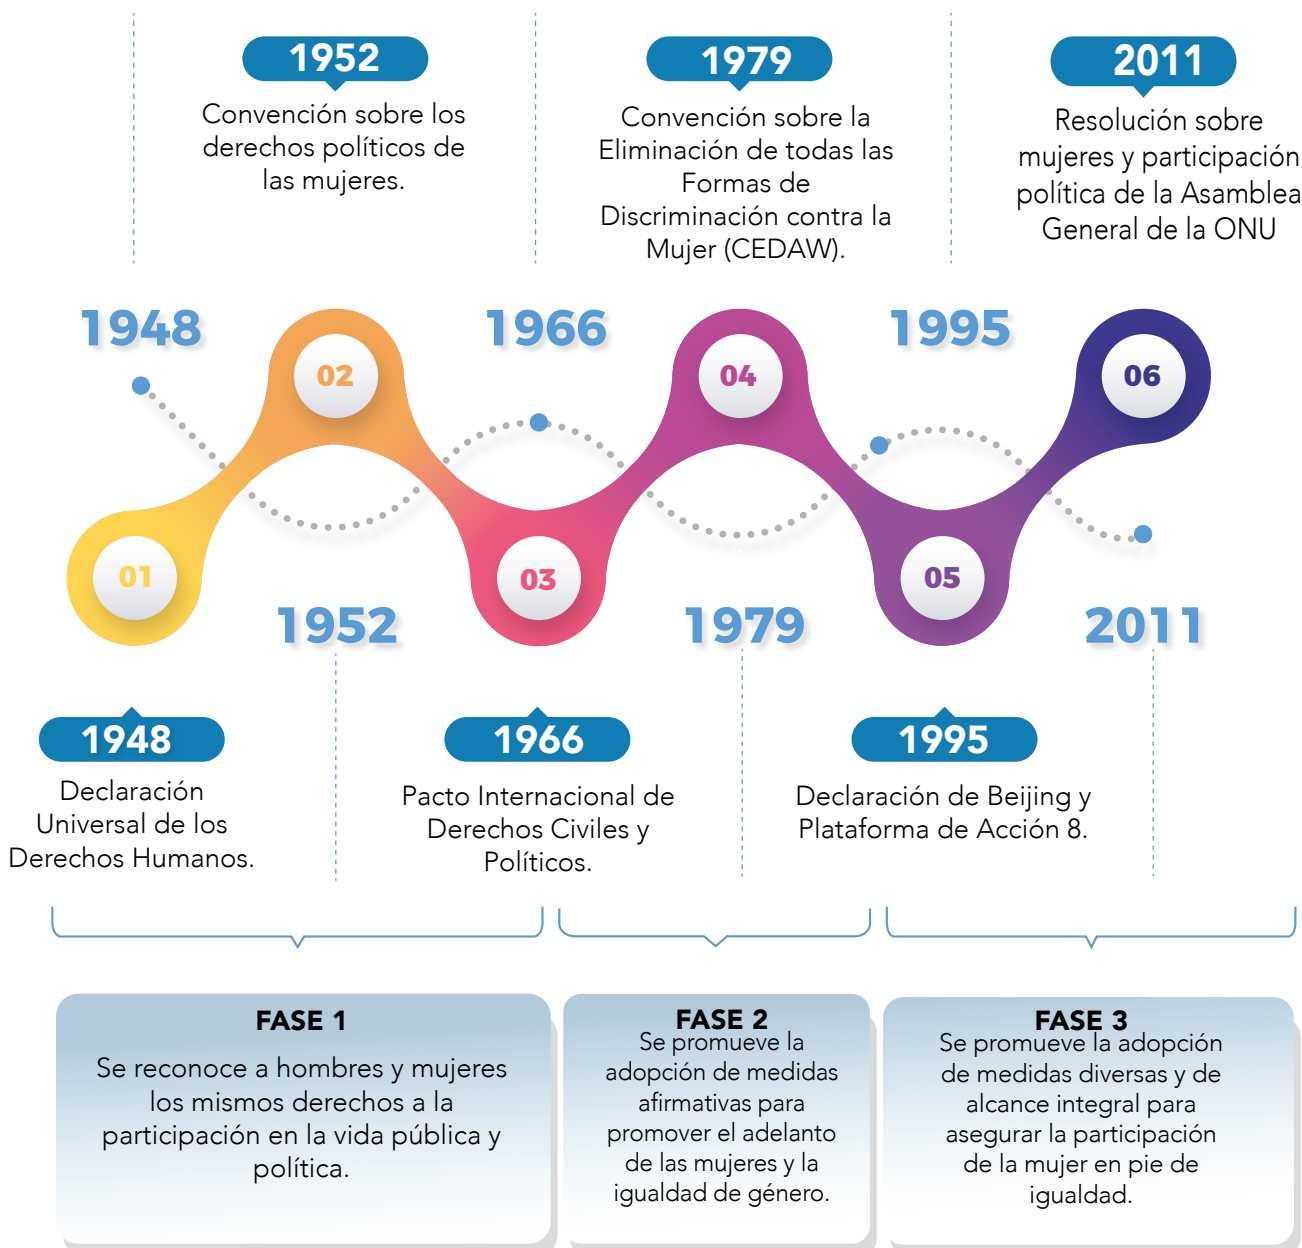 1952
Convención sobre los
derechos políticos de
las mujeres.
1979
Convención sobre la
Eliminación de todas las
Formas de
Discriminación contra la
Mujer (CEDAW).
2011
Resolución sobre
mujeres y participación
política de la Asamblea
General de la ONU
1948
1966
1995
02
04
06
01
03
05
1952
1979
2011
1948
Declaración
Universal de los
Derechos Humanos.
1966
Pacto Internacional de
Derechos Civiles y
Políticos.
1995
Declaración de Beijing y
Plataforma de Acción 8.
FASE 1
Se reconoce a hombres y mujeres
los mismos derechos a la
participación en la vida pública y
política.
FASE 2
Se promueve la
adopción de medidas
afirmativas para
promover el adelanto
de las mujeres y la
igualdad de género.
FASE 3
Se promueve la adopción
de medidas diversas y de
alcance integral para
asegurar la participación
de la mujer en pie de
igualdad.